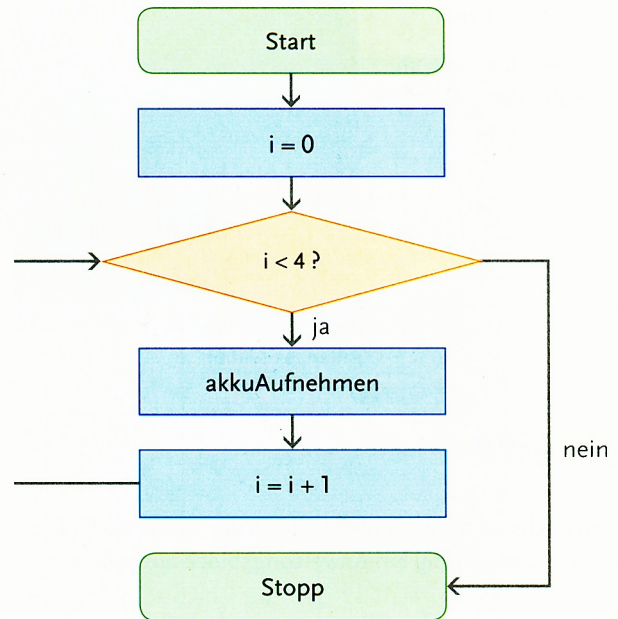 Start
i = 0
i < 4 ?
ja
akkuAufnehmen
nein
i = i + 1
Stopp